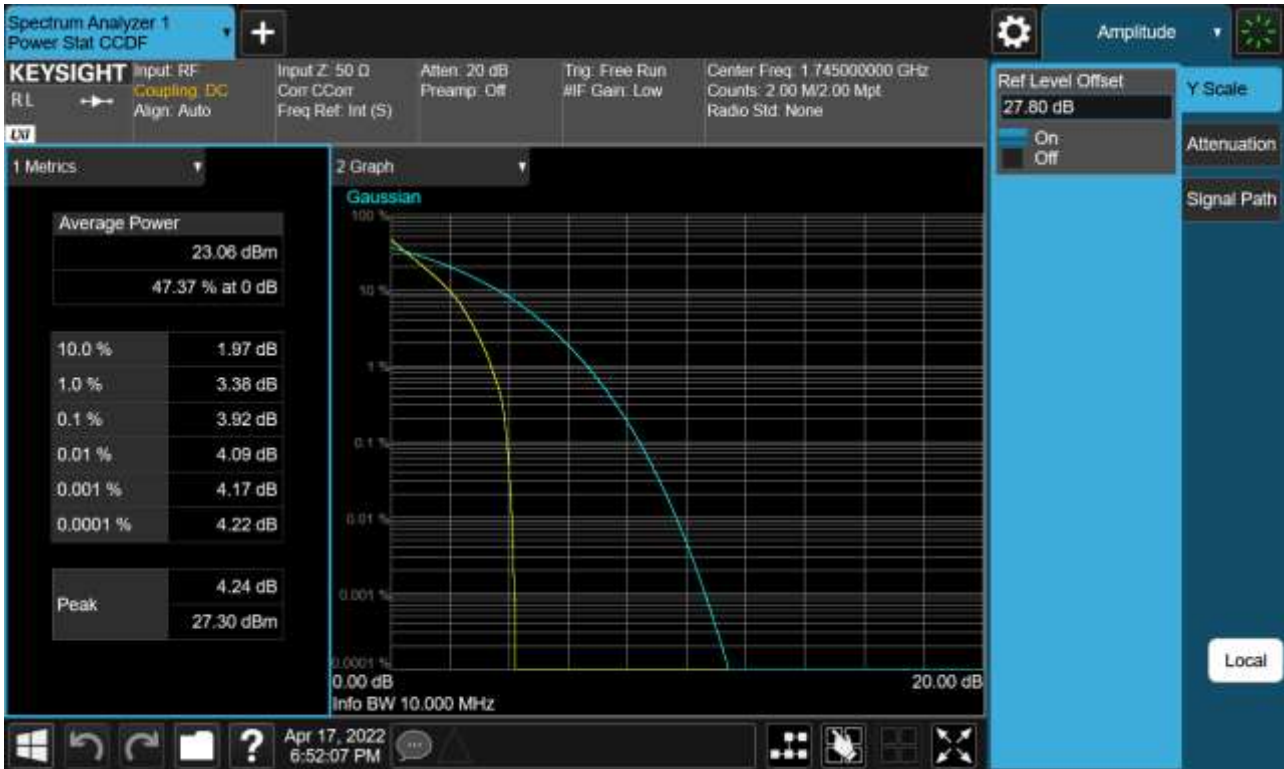 Spectrum Analyzer 1
Power Stat CCDF
+
Amplitude
KEYSIGHT
RL
LXI
Input: RF
Coupling: DC
Align: Auto
Input Z: 50 Ω
Corr CCorr
Freq Ref: Int (S)
Atten: 20 dB
Preamp: Off
Trig: Free Run
#IF Gain: Low
Center Freq: 1.745000000 GHz
Counts: 2.00 M/2.00 Mpt
Radio Std: None
Ref Level Offset
27.80 dB
On
Off
Y Scale
Attenuation
Signal Path
1 Metrics
Average Power
23.06 dBm
47.37 % at 0 dB
10.0 % 1.97 dB
1.0 % 3.38 dB
0.1 % 3.92 dB
0.01 % 4.09 dB
0.001 % 4.17 dB
0.0001 % 4.22 dB
Peak
4.24 dB
27.30 dBm
2 Graph
Gaussian
100 %
10 %
1 %
0.1 %
0.01 %
0.001 %
0.0001 %
0.00 dB 20.00 dB
Info BW 10.000 MHz
Local
?
Apr 17, 2022
6:52:07 PM